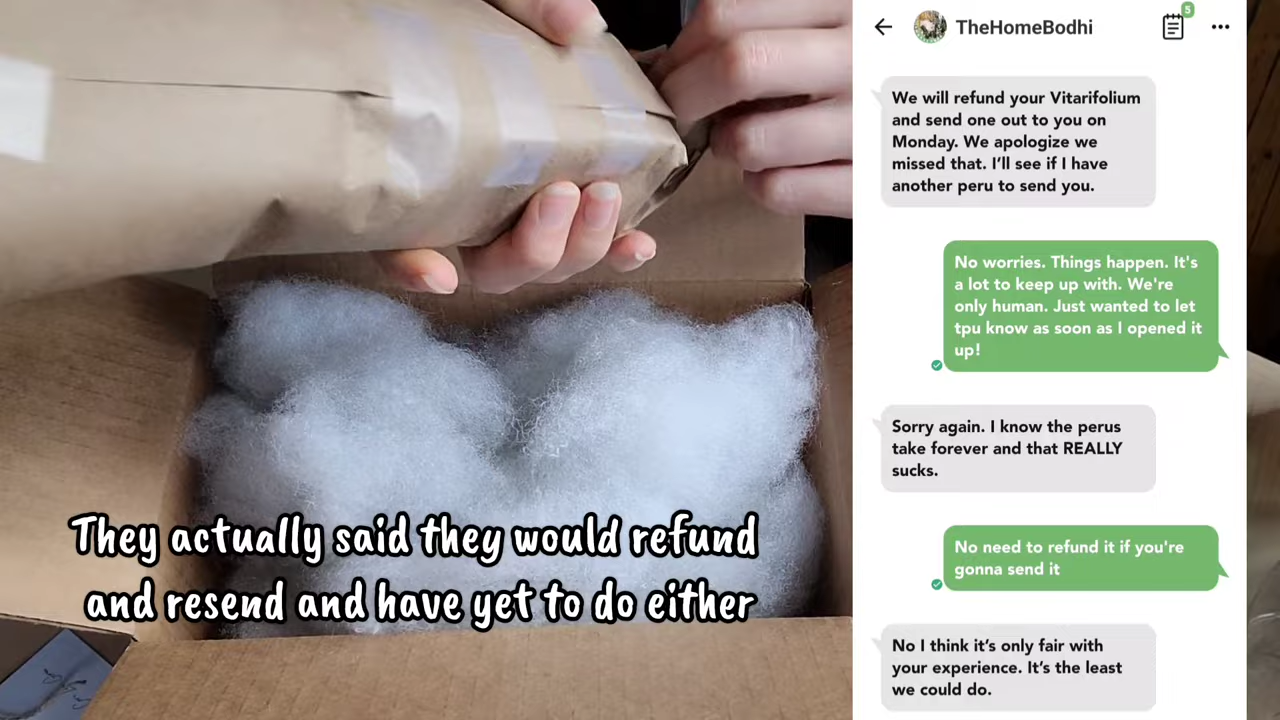 They actually said they would refund
and resend and have yet to do either
5
TheHomeBodhi
We will refund your Vitarifolium
and send one out to you on
Monday. We apologize we
missed that. I'll see if I have
another peru to send you.
No worries. Things happen. It's
a lot to keep up with. We're
only human. Just wanted to let
tpu know as soon as I opened it
up!
Sorry again. I know the perus
take forever and that REALLY
sucks.
No need to refund it if you're
gonna send it
No I think it's only fair with
your experience. It's the least
we could do.